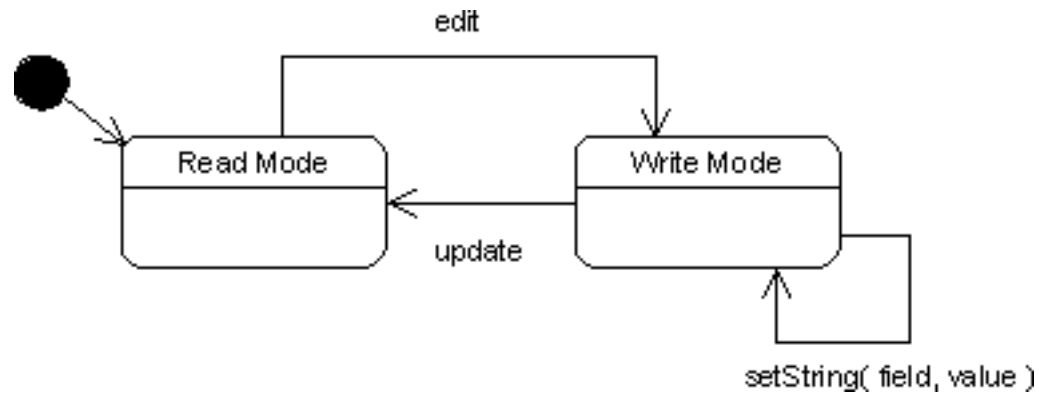 edit
Read Mode
Write Mode
update
setString( field, value )